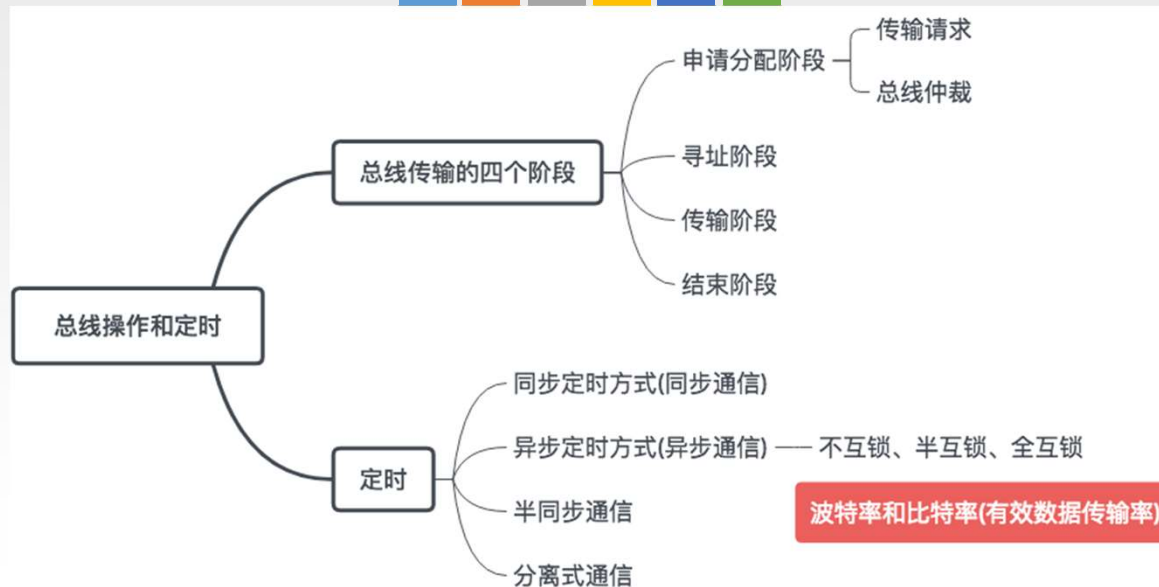 传输请求
申请分配阶段
总线仲裁
总线传输的四个阶段
寻址阶段
传输阶段
结束阶段
总线操作和定时
同步定时方式(同步通信)
异步定时方式(异步通信)
不互锁、半互锁、全互锁
定时
半同步通信
波特率和比特率(有效数据传输率)
分离式通信